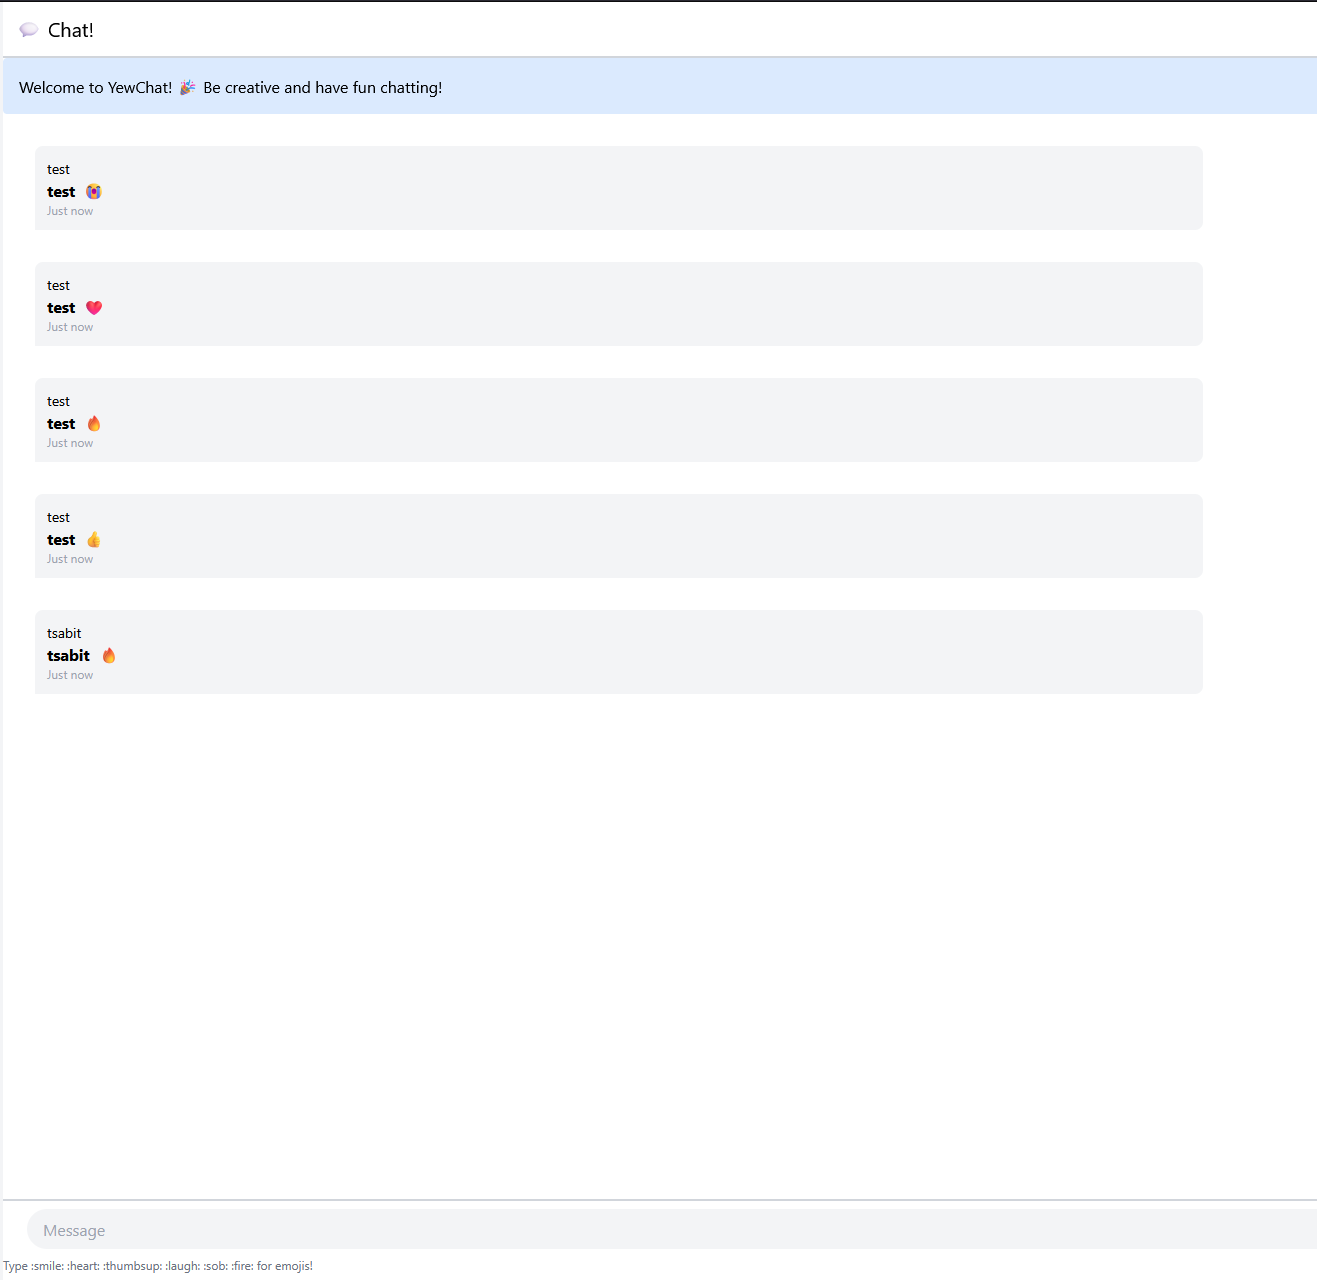 💬 Chat!
Welcome to YewChat! 🎉 Be creative and have fun chatting!
test
test 😭
Just now
test
test ❤️
Just now
test
test 🔥
Just now
test
test 👍
Just now
tsabit
tsabit 🔥
Just now
Message
Type :smile: :heart: :thumbsup: :laugh: :sob: :fire: for emojis!